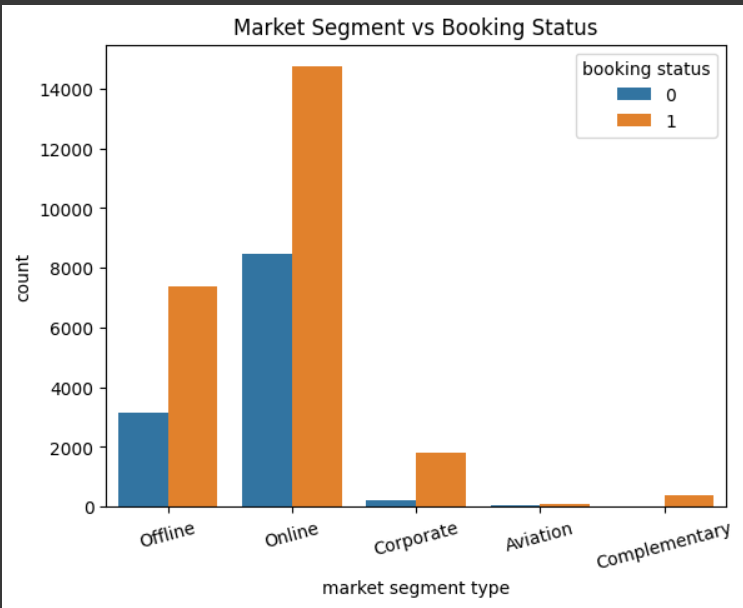 Market Segment vs Booking Status
booking status
0
1
14000
12000
10000
8000
6000
4000
2000
0
count
Offline
Online
Corporate
Aviation
Complementary
market segment type